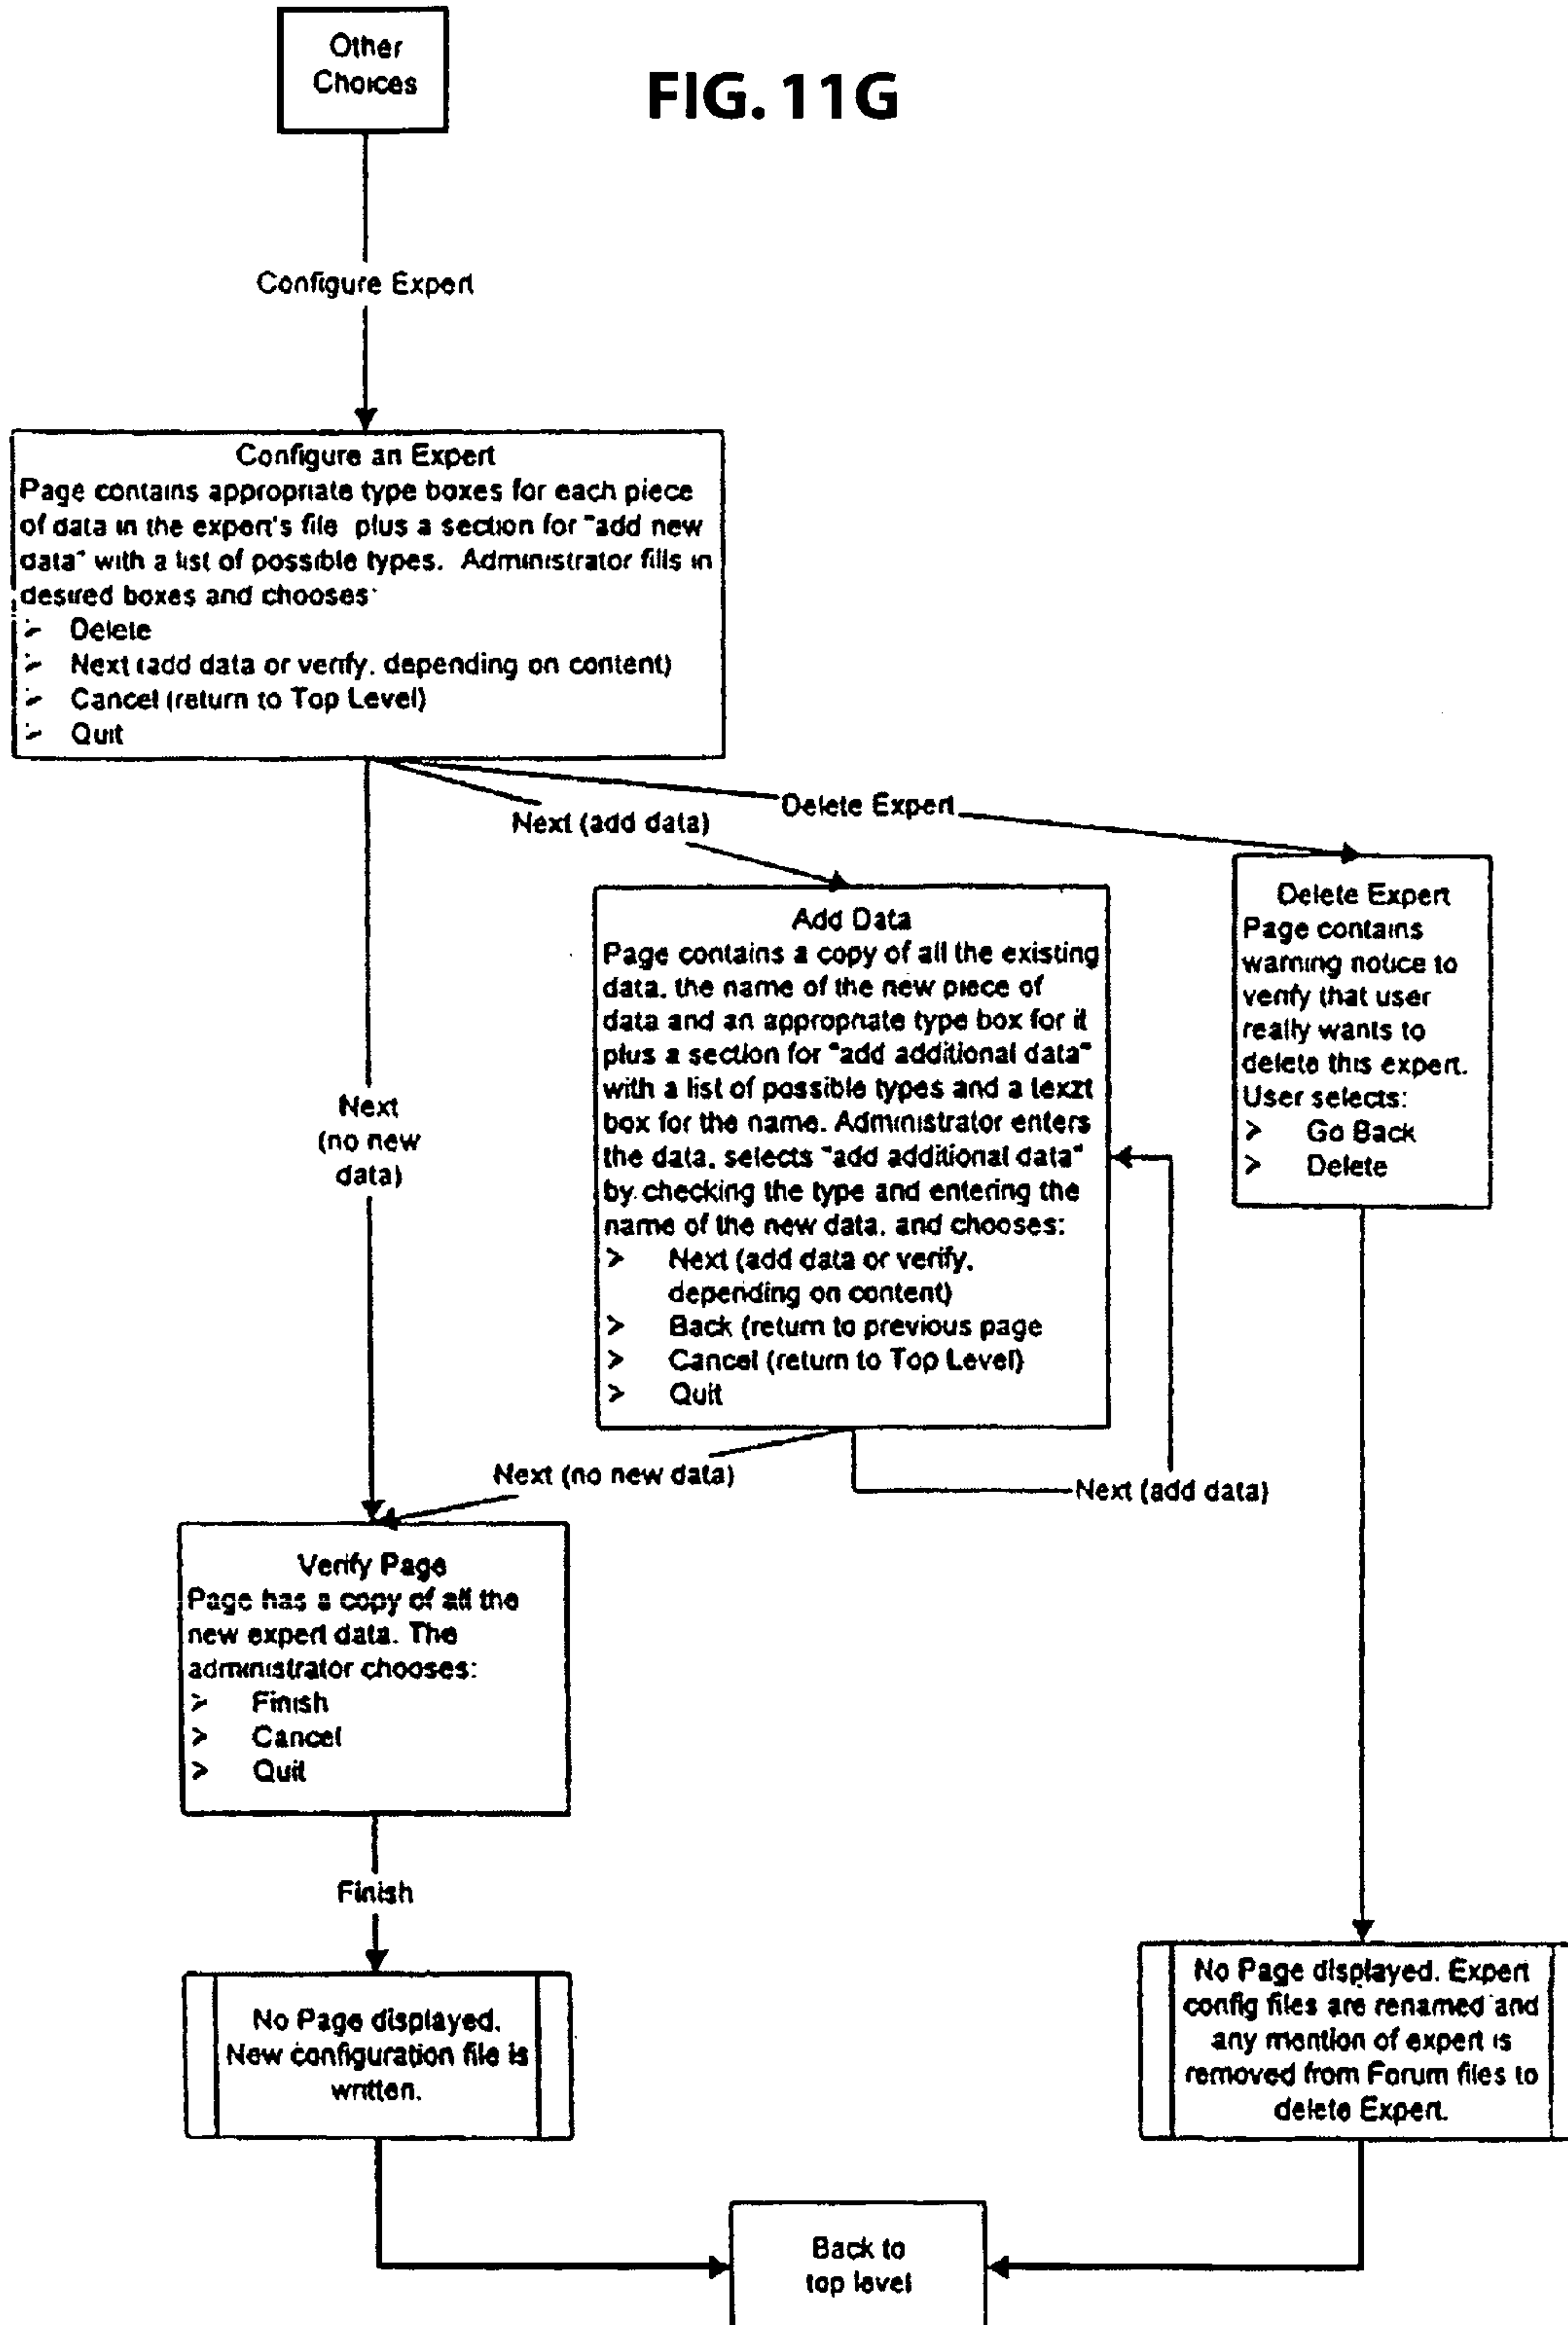 Other
Choices
FIG. 11G
Configure Expert
Configure an Expert
Page contains appropriate type boxes for each piece
of data in the expert's file plus a section for "add new
data" with a list of possible types. Administrator fills in
desired boxes and chooses:
> Delete
> Next (add data or verify, depending on content)
> Cancel (return to Top Level)
> Quit
Next (add data)
Delete Expert
Next
(no new
data)
Add Data
Page contains a copy of all the existing
data, the name of the new piece of
data and an appropriate type box for it
plus a section for "add additional data"
with a list of possible types and a texzt
box for the name. Administrator enters
the data, selects "add additional data"
by checking the type and entering the
name of the new data, and chooses:
> Next (add data or verify,
depending on content)
> Back (return to previous page
> Cancel (return to Top Level)
> Quit
Delete Expert
Page contains
warning notice to
verify that user
really wants to
delete this expert.
User selects:
> Go Back
> Delete
Next (no new data)
Next (add data)
Verify Page
Page has a copy of all the
new expert data. The
administrator chooses:
> Finish
> Cancel
> Quit
Finish
No Page displayed.
New configuration file is
written.
No Page displayed. Expert
config files are renamed and
any mention of expert is
removed from Forum files to
delete Expert.
Back to
top level